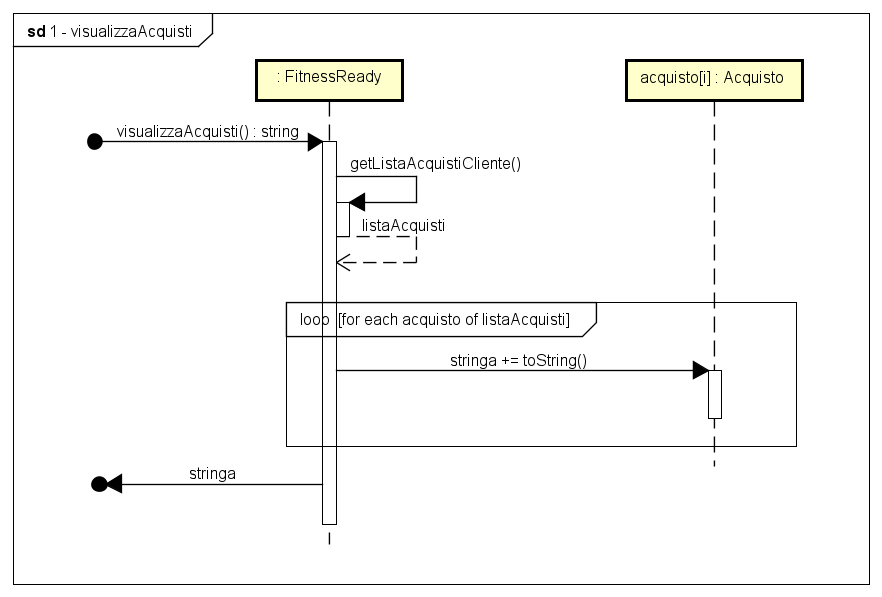 sd 1 - visualizzaAcquisti
: FitnessReady
acquisto[i] : Acquisto
visualizzaAcquisti() : string
getListaAcquistiCliente()
listaAcquisti
loop [for each acquisto of listaAcquisti]
stringa += toString()
stringa